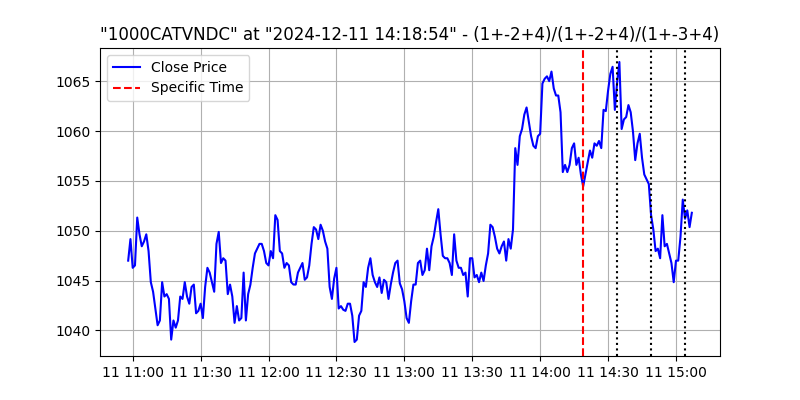 "1000CATVNDC" at "2024-12-11 14:18:54" - (1+-2+4)/(1+-2+4)/(1+-3+4)
Close Price
Specific Time
1065
1060
1055
1050
1045
1040
11 11:00 11 11:30 11 12:00 11 12:30 11 13:00 11 13:30 11 14:00 11 14:30 11 15:00